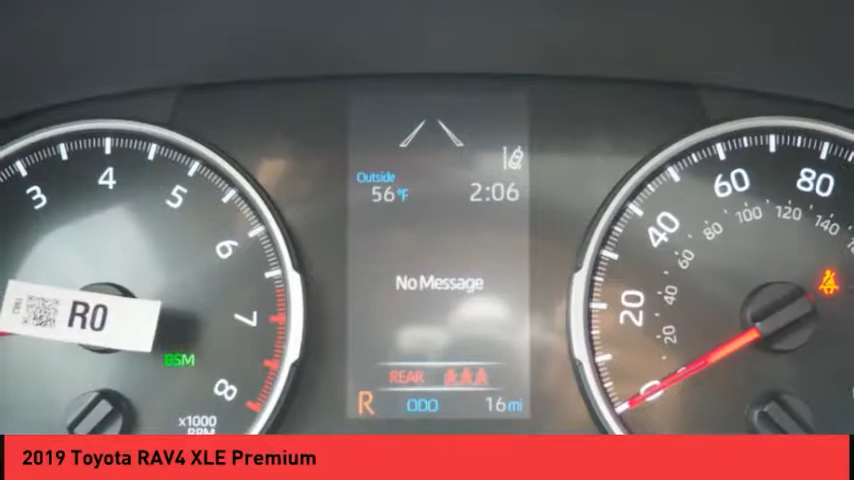 Outside
56°F 2:06
No Message
REAR
R ODO 16mi
3 4 5 6 7 8
x1000
RPM
R0
BSM
0 20 40 60 80
20 40 60 80 100 120 140
2019 Toyota RAV4 XLE Premium